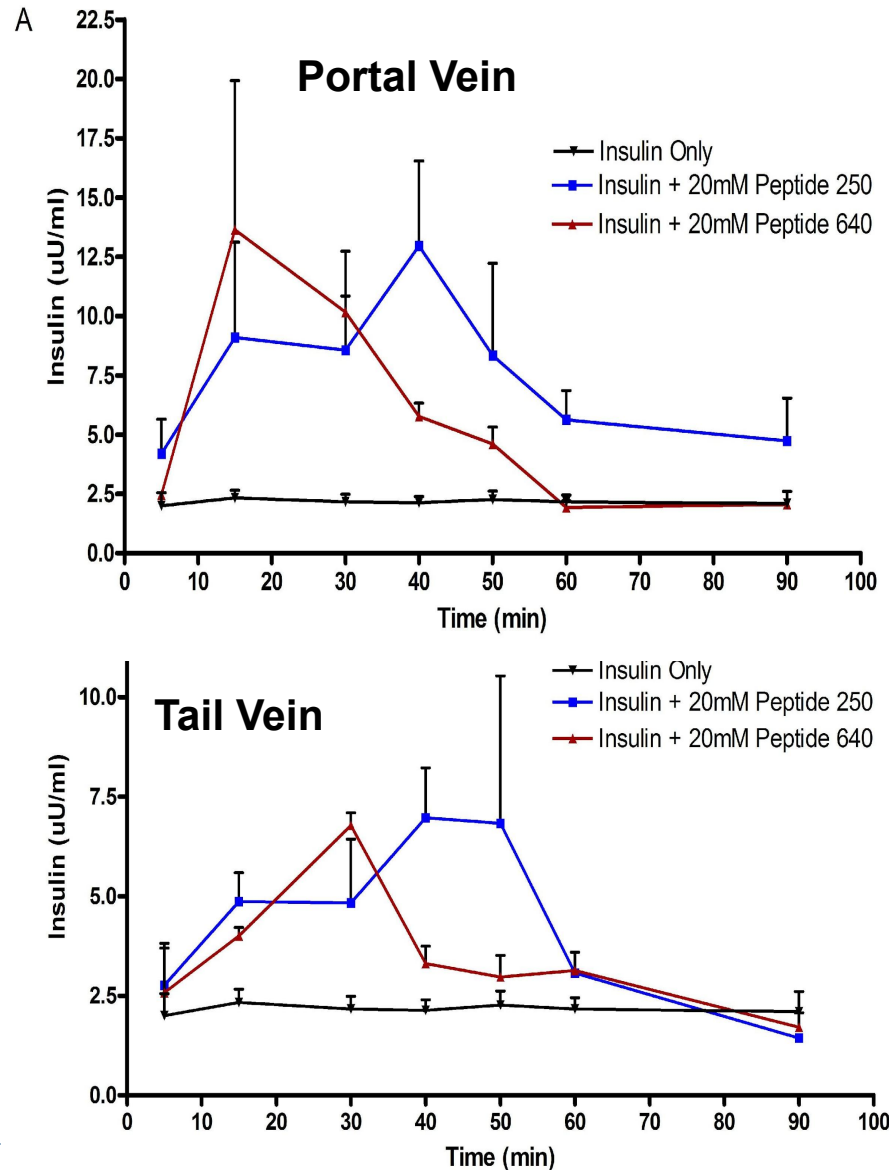 A
22.5
20.0
17.5
15.0
12.5
10.0
7.5
5.0
2.5
0.0
Insulin (uU/ml)
Portal Vein
Insulin Only
Insulin + 20mM Peptide 250
Insulin + 20mM Peptide 640
0 10 20 30 40 50 60 70 80 90 100
Time (min)
10.0
7.5
5.0
2.5
0.0
Insulin (uU/ml)
Tail Vein
Insulin Only
Insulin + 20mM Peptide 250
Insulin + 20mM Peptide 640
0 10 20 30 40 50 60 70 80 90 100
Time (min)